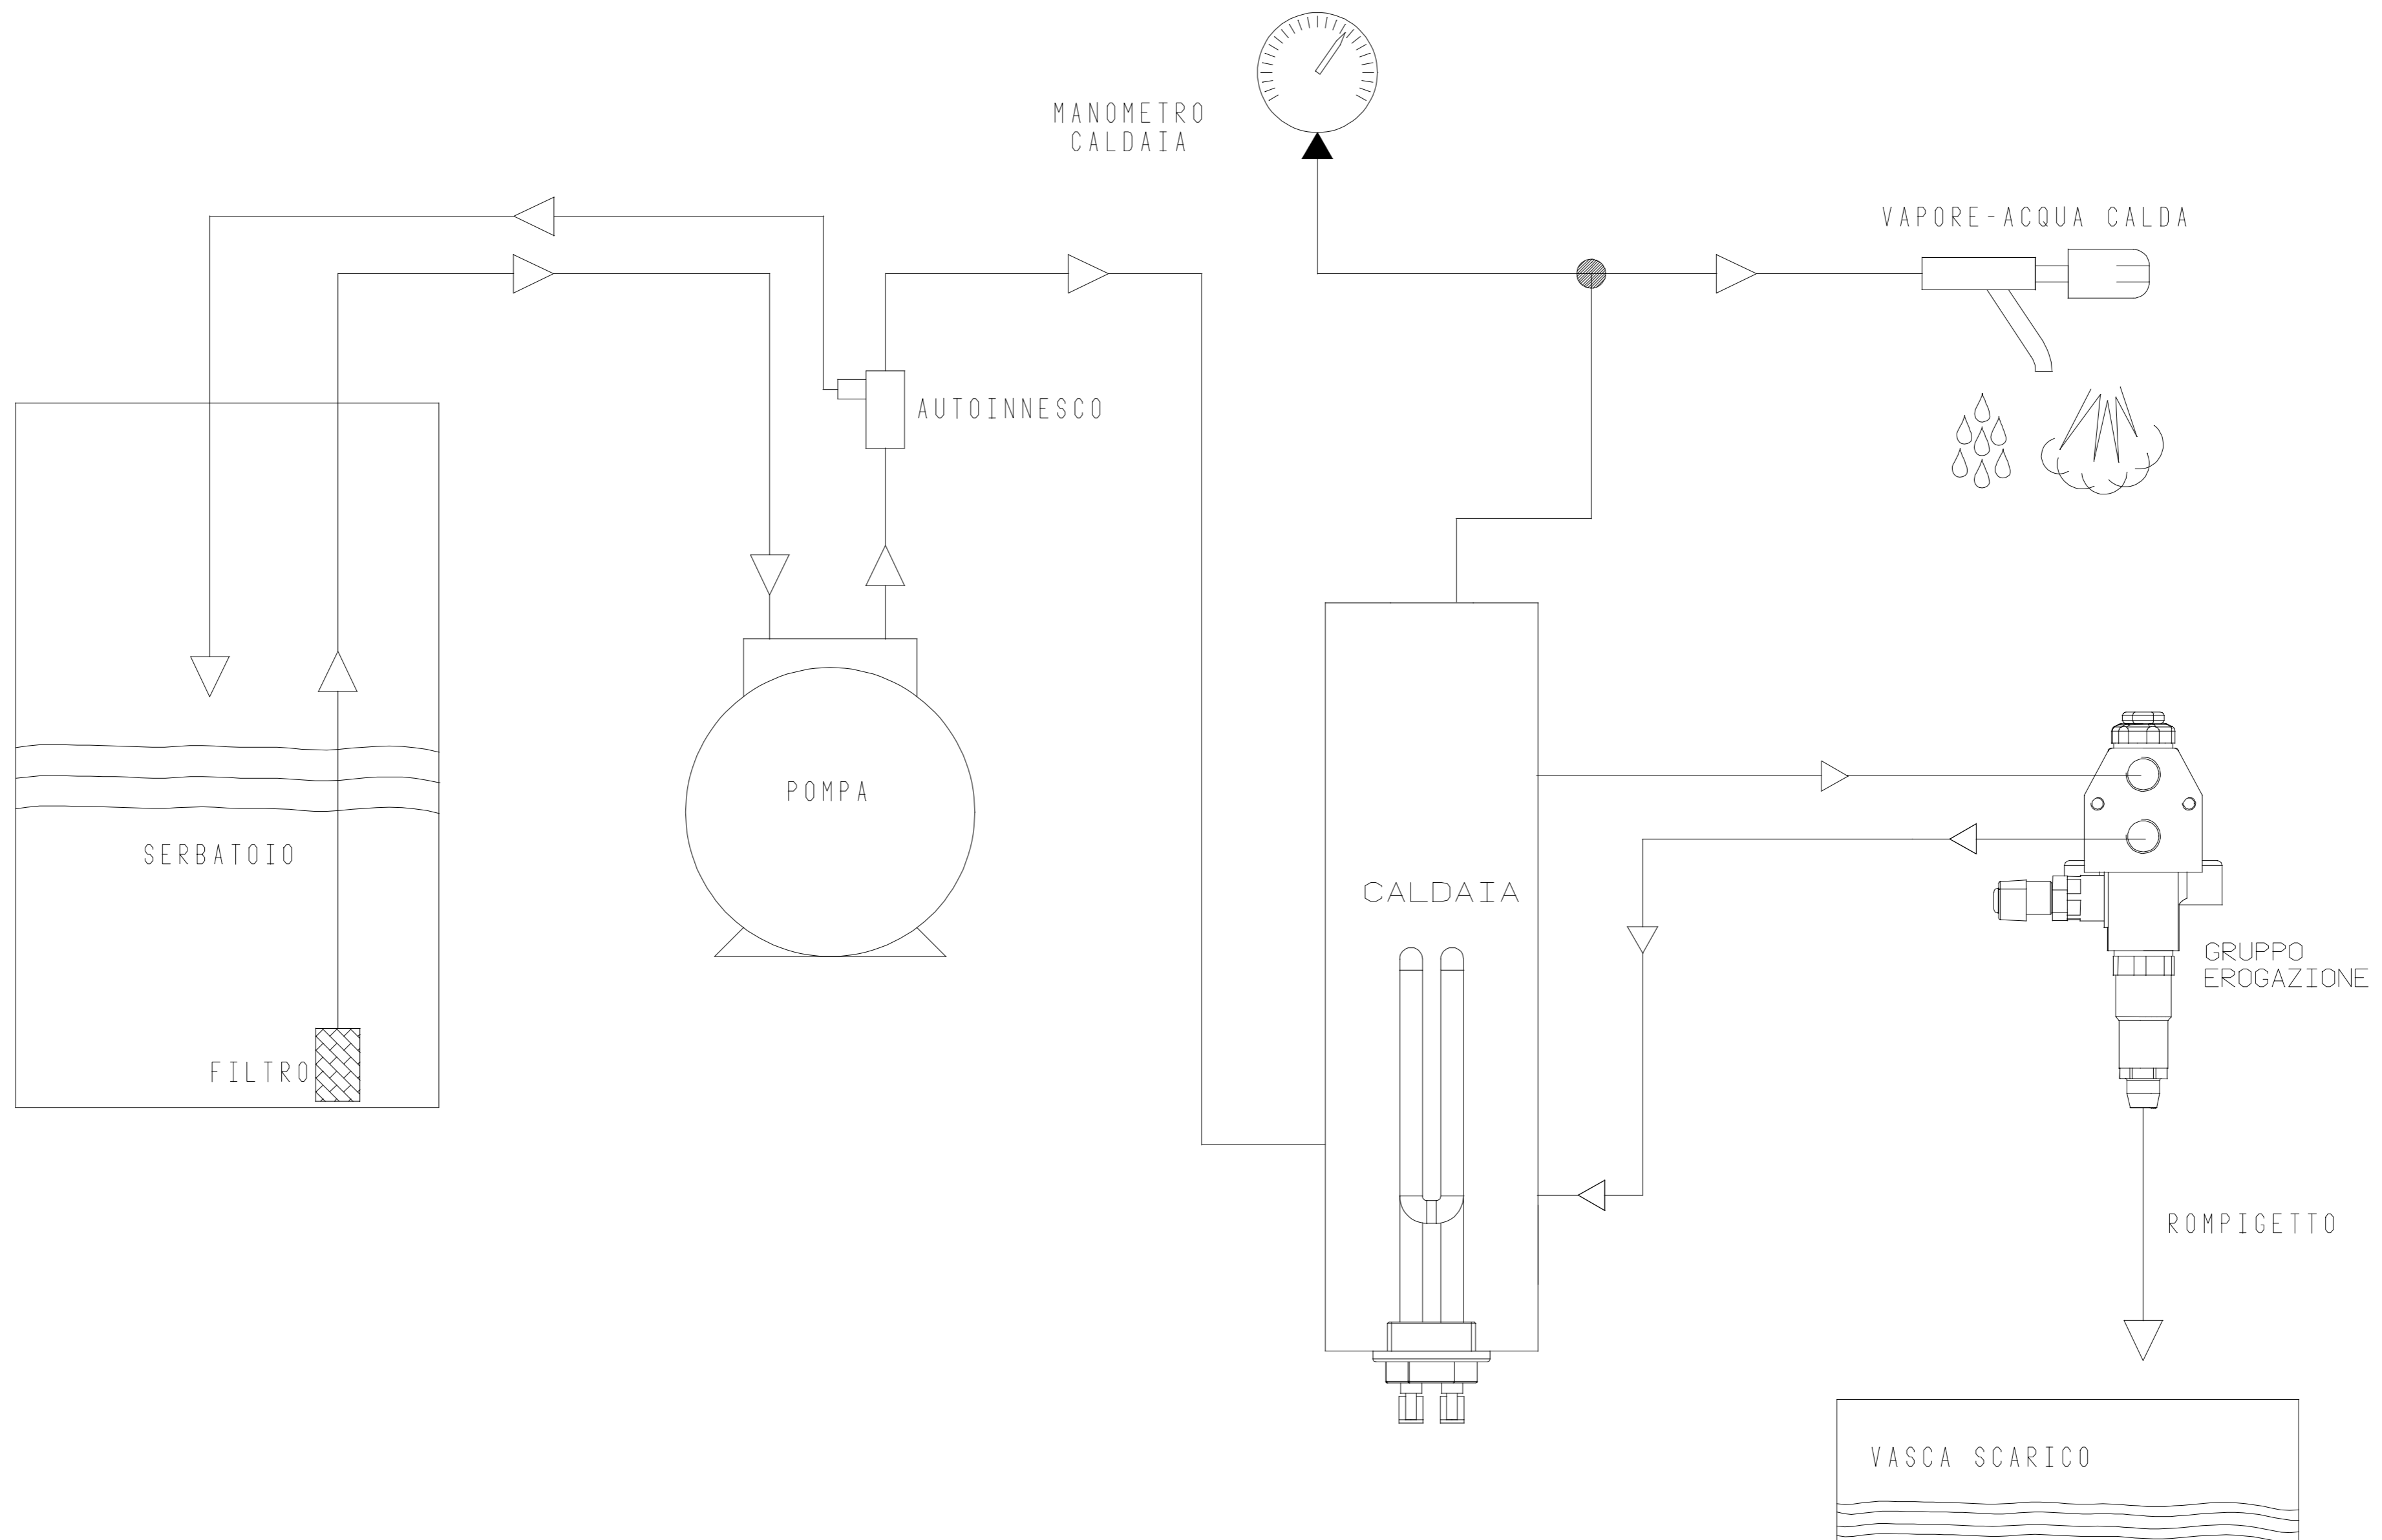 MANOMETRO
CALDAIA
VAPORE-ACQUA CALDA
AUTOINNESCO
POMPA
SERBATOIO
CALDAIA
GRUPPO
EROGAZIONE
FILTRO
ROMPIGETTO
VASCA SCARICO